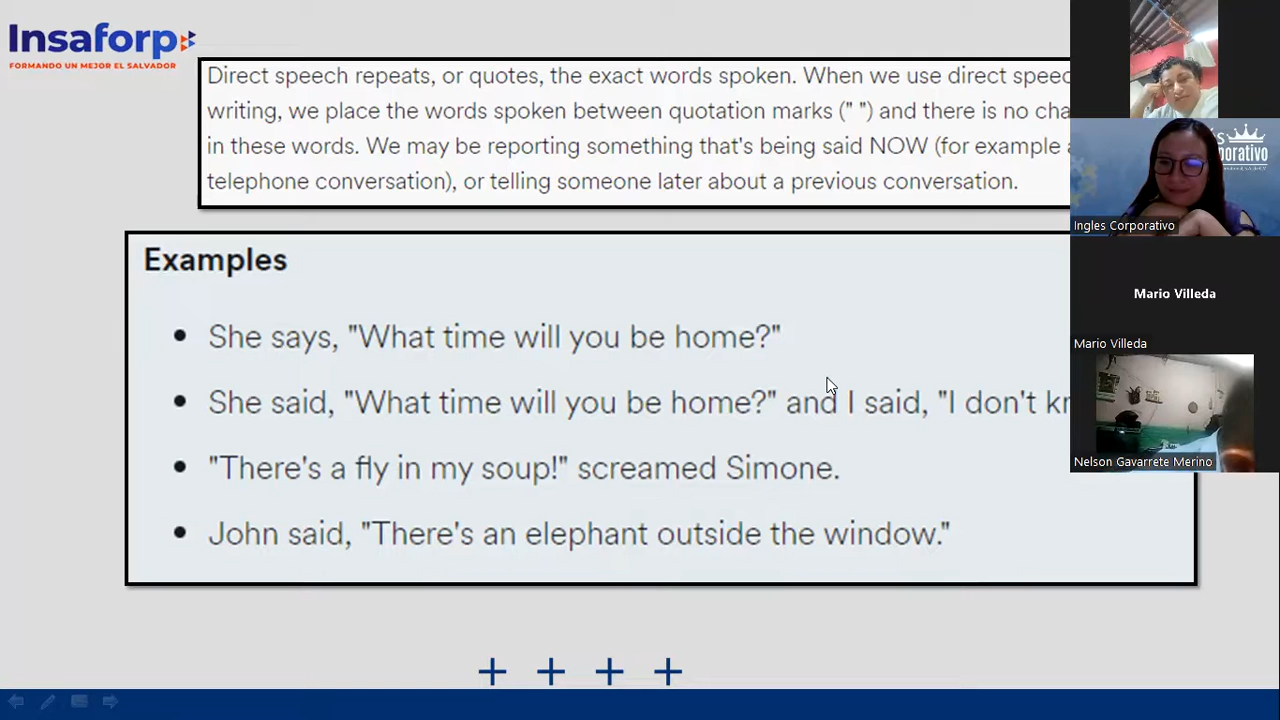 Insaforp
FORMANDO UN MEJOR EL SALVADOR
Direct speech repeats, or quotes, the exact words spoken. When we use direct speec
writing, we place the words spoken between quotation marks (" ") and there is no cha
in these words. We may be reporting something that's being said NOW (for example a
telephone conversation), or telling someone later about a previous conversation.
Examples
• She says, "What time will you be home?"
• She said, "What time will you be home?" and I said, "I don't k
• "There's a fly in my soup!" screamed Simone.
• John said, "There's an elephant outside the window."
+ + + +
Ingles Corporativo
Mario Villeda
Mario Villeda
Nelson Gavarrete Merino